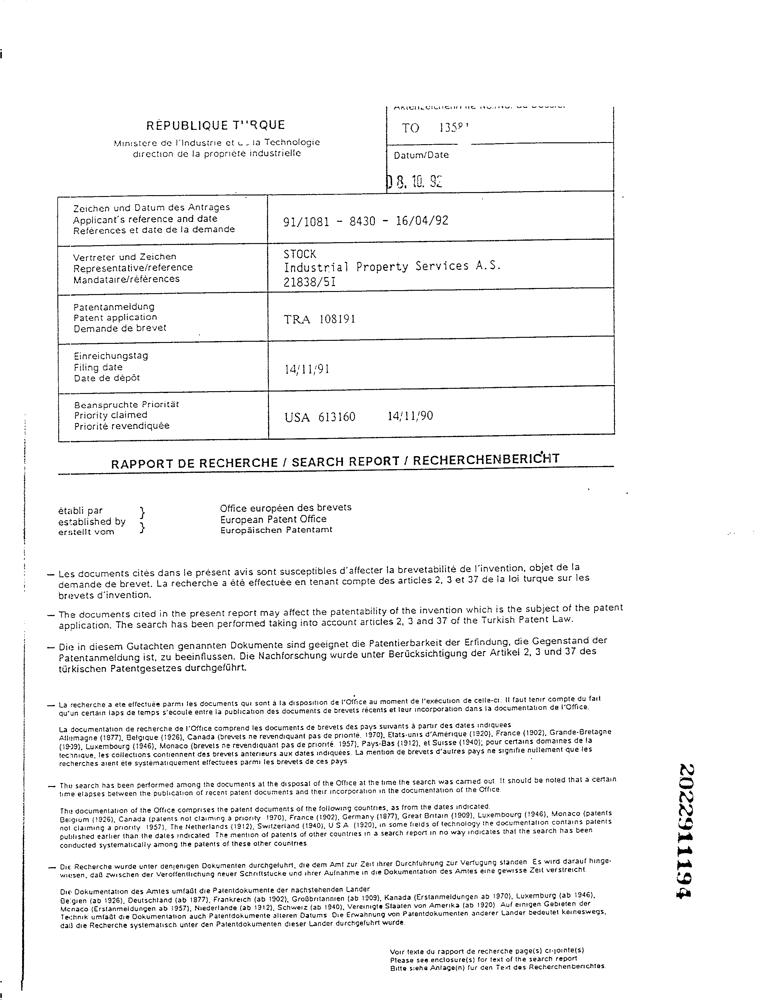 RÉPUBLIQUE T''RQUE
Ministère de l'Industrie et la Technologie
direction de la propriété industrielle
TO
Datum/Date
08. 10. 92
Zeichen und Datum des Antrages
Applicant's reference and date
Références et date de la demande
91/1081 - 8430 - 16/04/92
Vertreter und Zeichen
Representative/reference
Mandataire/références
STOCK
Industrial Property Services A.S.
21838/5I
Patentanmeldung
Patent application
Demande de brevet
TRA 108191
Einreichungstag
Filing date
Date de dépôt
14/11/91
Beanspruchte Priorität
Priority claimed
Priorité revendiquée
USA 613160 14/11/90
RAPPORT DE RECHERCHE / SEARCH REPORT / RECHERCHENBERICHT
établi par }
established by
erstellt vom }
Office européen des brevets
European Patent Office
Europäischen Patentamt
— Les documents cités dans le présent avis sont susceptibles d'affecter la brevetabilité de l'invention, objet de la
demande de brevet. La recherche a été effectuée en tenant compte des articles 2, 3 et 37 de la loi turque sur les
brevets d'invention.
— The documents cited in the present report may affect the patentability of the invention which is the subject of the patent
application. The search has been performed taking into account articles 2, 3 and 37 of the Turkish Patent Law.
— Die in diesem Gutachten genannten Dokumente sind geeignet die Patentierbarkeit der Erfindung, die Gegenstand der
Patentanmeldung ist, zu beeinflussen. Die Nachforschung wurde unter Berücksichtigung der Artikel 2, 3 und 37 des
türkischen Patentgesetzes durchgeführt.
— La recherche a été effectuée parmi les documents qui sont à la disposition de l'Office au moment de l'exécution de celle-ci. Il faut tenir compte du fait
qu'un certain laps de temps s'écoule entre la publication des documents de brevets récents et leur incorporation dans la documentation de l'Office.
La documentation de recherche de l'Office comprend les documents de brevets des pays suivants à partir des dates indiquées
Allemagne (1877), Belgique (1926), Canada (brevets ne revendiquant pas de priorité. 1970), Etats-unis d'Amérique (1920), France (1902), Grande-Bretagne
(1909), Luxembourg (1946), Monaco (brevets ne revendiquant pas de priorité. 1957), Pays-Bas (1912), et Suisse (1940); pour certains domaines de la
technique, les collections contiennent des brevets antérieurs aux dates indiquées. La mention de brevets d'autres pays ne signifie nullement que les
recherches aient été systématiquement effectuées parmi les brevets de ces pays
— The search has been performed among the documents at the disposal of the Office at the time the search was carried out. It should be noted that a certain
time elapses between the publication of recent patent documents and their incorporation in the documentation of the Office.
The documentation of the Office comprises the patent documents of the following countries, as from the dates indicated.
Belgium (1926), Canada (patents not claiming a priority 1970), France (1902), Germany (1877), Great Britain (1909), Luxembourg (1946), Monaco (patents
not claiming a priority 1957), The Netherlands (1912), Switzerland (1940), U S A (1920), in some fields of technology the documentation contains patents
published earlier than the dates indicated The mention of patents of other countries in a search report in no way indicates that the search has been
conducted systematically among the patents of these other countries
— Die Recherche wurde unter denjenigen Dokumenten durchgeführt, die dem Amt zur Zeit ihrer Durchführung zur Verfügung standen Es wird darauf hinge-
wiesen, daß zwischen der Veröffentlichung neuer Schriftstücke und ihrer Aufnahme in die Dokumentation des Amtes eine gewisse Zeit verstreicht
Die Dokumentation des Amtes umfaßt die Patentdokumente der nachstehenden Länder
Belgien (ab 1926), Deutschland (ab 1877), Frankreich (ab 1902), Großbritannien (ab 1909), Kanada (Erstanmeldungen ab 1970), Luxemburg (ab 1946),
Monaco (Erstanmeldungen ab 1957), Niederlande (ab 1912), Schweiz (ab 1940), Vereinigte Staaten von Amerika (ab 1920) Auf einigen Gebieten der
Technik umfaßt die Dokumentation auch Patentdokumente älteren Datums Die Erwähnung von Patentdokumenten anderer Länder bedeutet keineswegs,
daß die Recherche systematisch unter den Patentdokumenten dieser Länder durchgeführt wurde
Voir texte du rapport de recherche page(s) ci-jointe(s)
Please see enclosure(s) for text of the search report
Bitte siehe Anlage(n) für den Text des Recherchenberichtes
2022911194